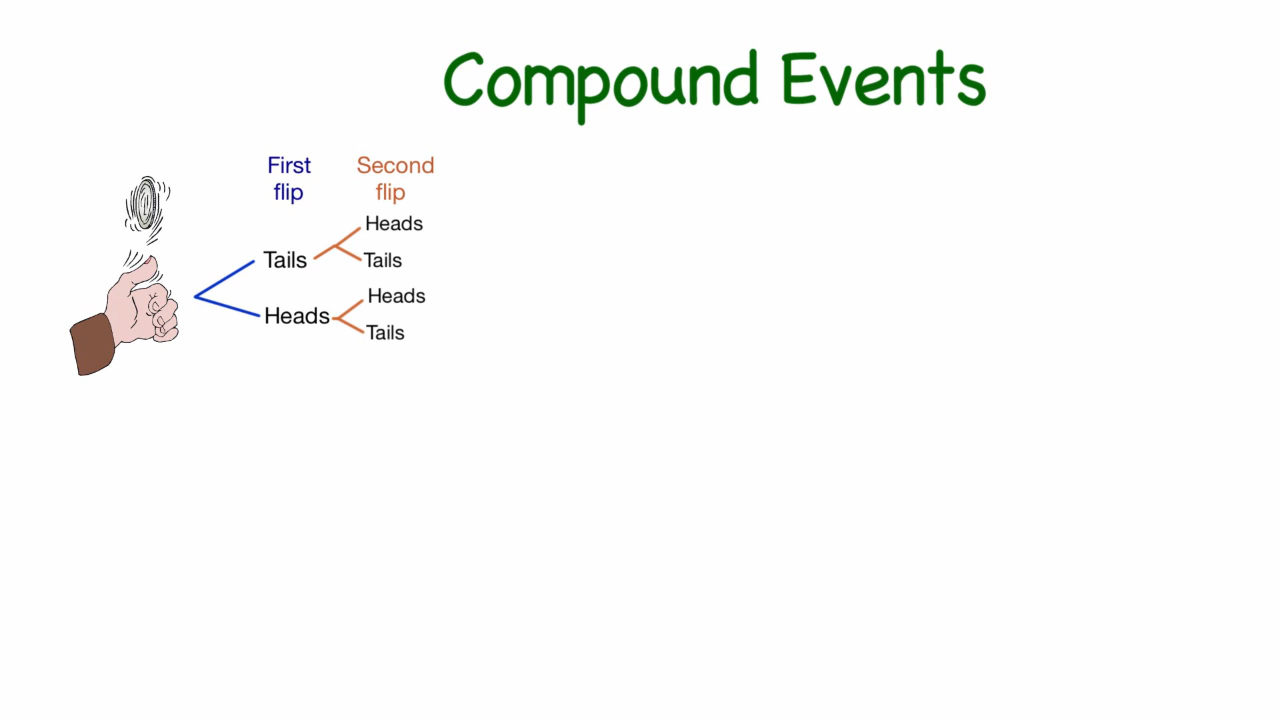 Compound Events
First Second
flip flip
Heads
Tails
Tails
Heads
Heads
Tails